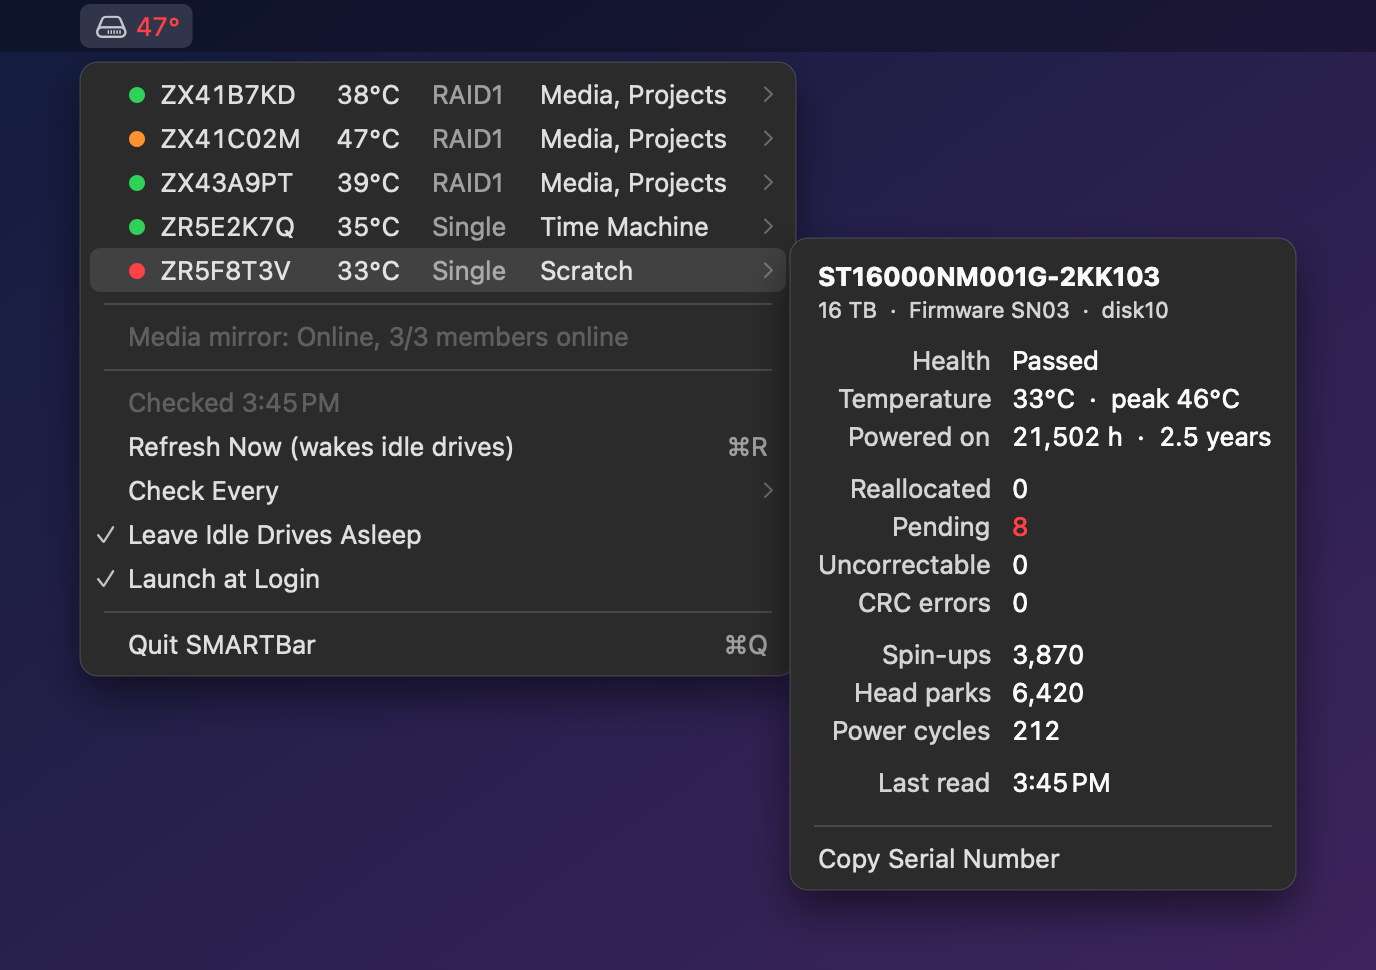 47°
ZX41B7KD 38°C RAID1 Media, Projects
ZX41C02M 47°C RAID1 Media, Projects
ZX43A9PT 39°C RAID1 Media, Projects
ZR5E2K7Q 35°C Single Time Machine
ZR5F8T3V 33°C Single Scratch
Media mirror: Online, 3/3 members online
Checked 3:45 PM
Refresh Now (wakes idle drives) ⌘R
Check Every
✓ Leave Idle Drives Asleep
✓ Launch at Login
Quit SMARTBar ⌘Q
ST16000NM001G-2KK103
16 TB · Firmware SN03 · disk10
Health Passed
Temperature 33°C · peak 46°C
Powered on 21,502 h · 2.5 years
Reallocated 0
Pending 8
Uncorrectable 0
CRC errors 0
Spin-ups 3,870
Head parks 6,420
Power cycles 212
Last read 3:45 PM
Copy Serial Number